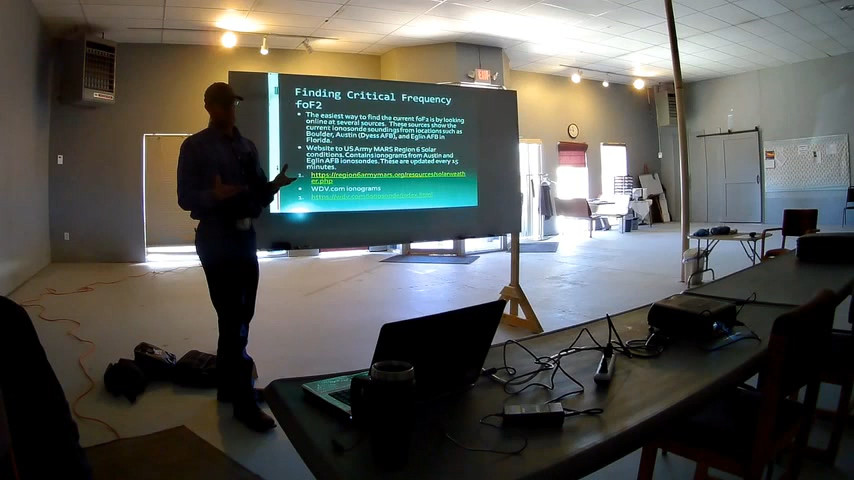 Finding Critical Frequency
foF2
The easiest way to find the current foF2 is by looking
online at several sources. These sources show the
current ionosonde soundings from locations such as
Boulder, Austin (Dyess AFB), and Eglin AFB in
Florida.
Website to US Army MARS Region 6 Solar
conditions. Contains ionograms from Austin and
Eglin AFB ionosondes. These are updated every 15
minutes.
1. https://region6armymars.org/resources/solarweath
er.php
WDV.com Ionograms
EXIT